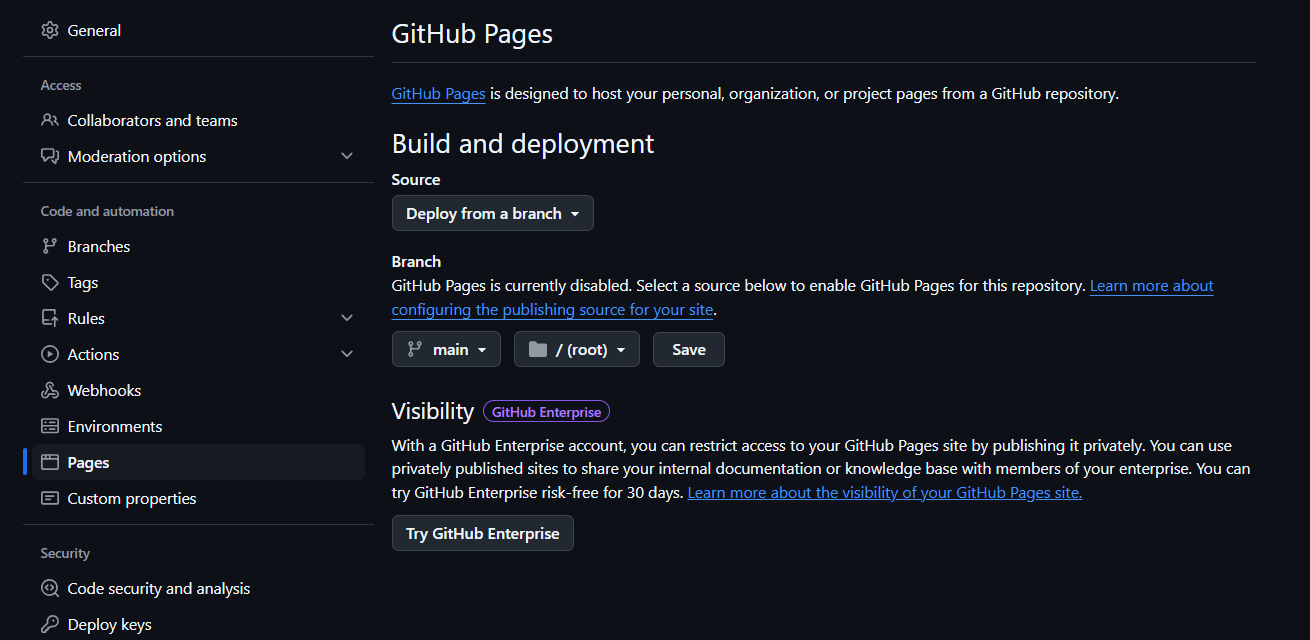 General
Access
Collaborators and teams
Moderation options
Code and automation
Branches
Tags
Rules
Actions
Webhooks
Environments
Pages
Custom properties
Security
Code security and analysis
Deploy keys
GitHub Pages
GitHub Pages is designed to host your personal, organization, or project pages from a GitHub repository.
Build and deployment
Source
Deploy from a branch
Branch
GitHub Pages is currently disabled. Select a source below to enable GitHub Pages for this repository. Learn more about
configuring the publishing source for your site.
main / (root) Save
Visibility GitHub Enterprise
With a GitHub Enterprise account, you can restrict access to your GitHub Pages site by publishing it privately. You can use
privately published sites to share your internal documentation or knowledge base with members of your enterprise. You can
try GitHub Enterprise risk-free for 30 days. Learn more about the visibility of your GitHub Pages site.
Try GitHub Enterprise